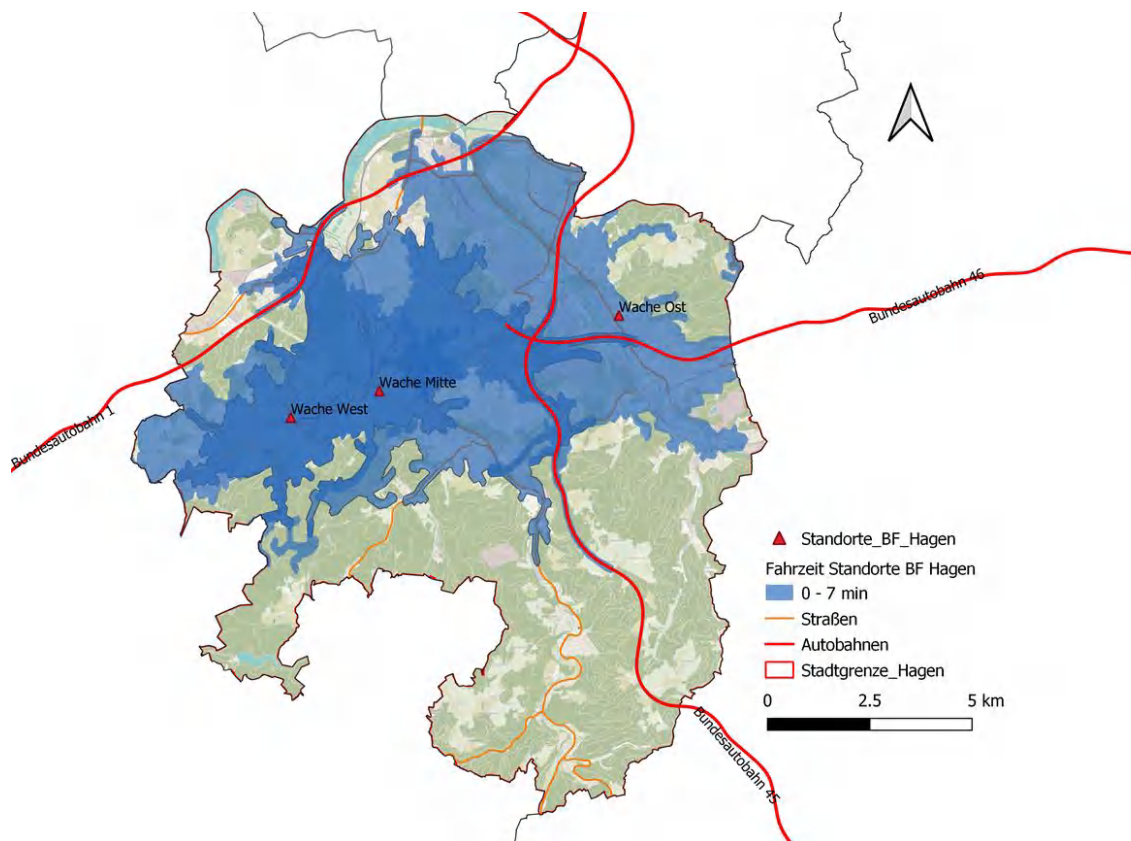 Bundesautobahn 46
Wache Ost
Wache Mitte
Wache West
Bundesautobahn 1
Standorte_BF_Hagen
Fahrzeit Standorte BF Hagen
0 - 7 min
Straßen
Autobahnen
Stadtgrenze_Hagen
0 2.5 5 km
Bundesautobahn 45